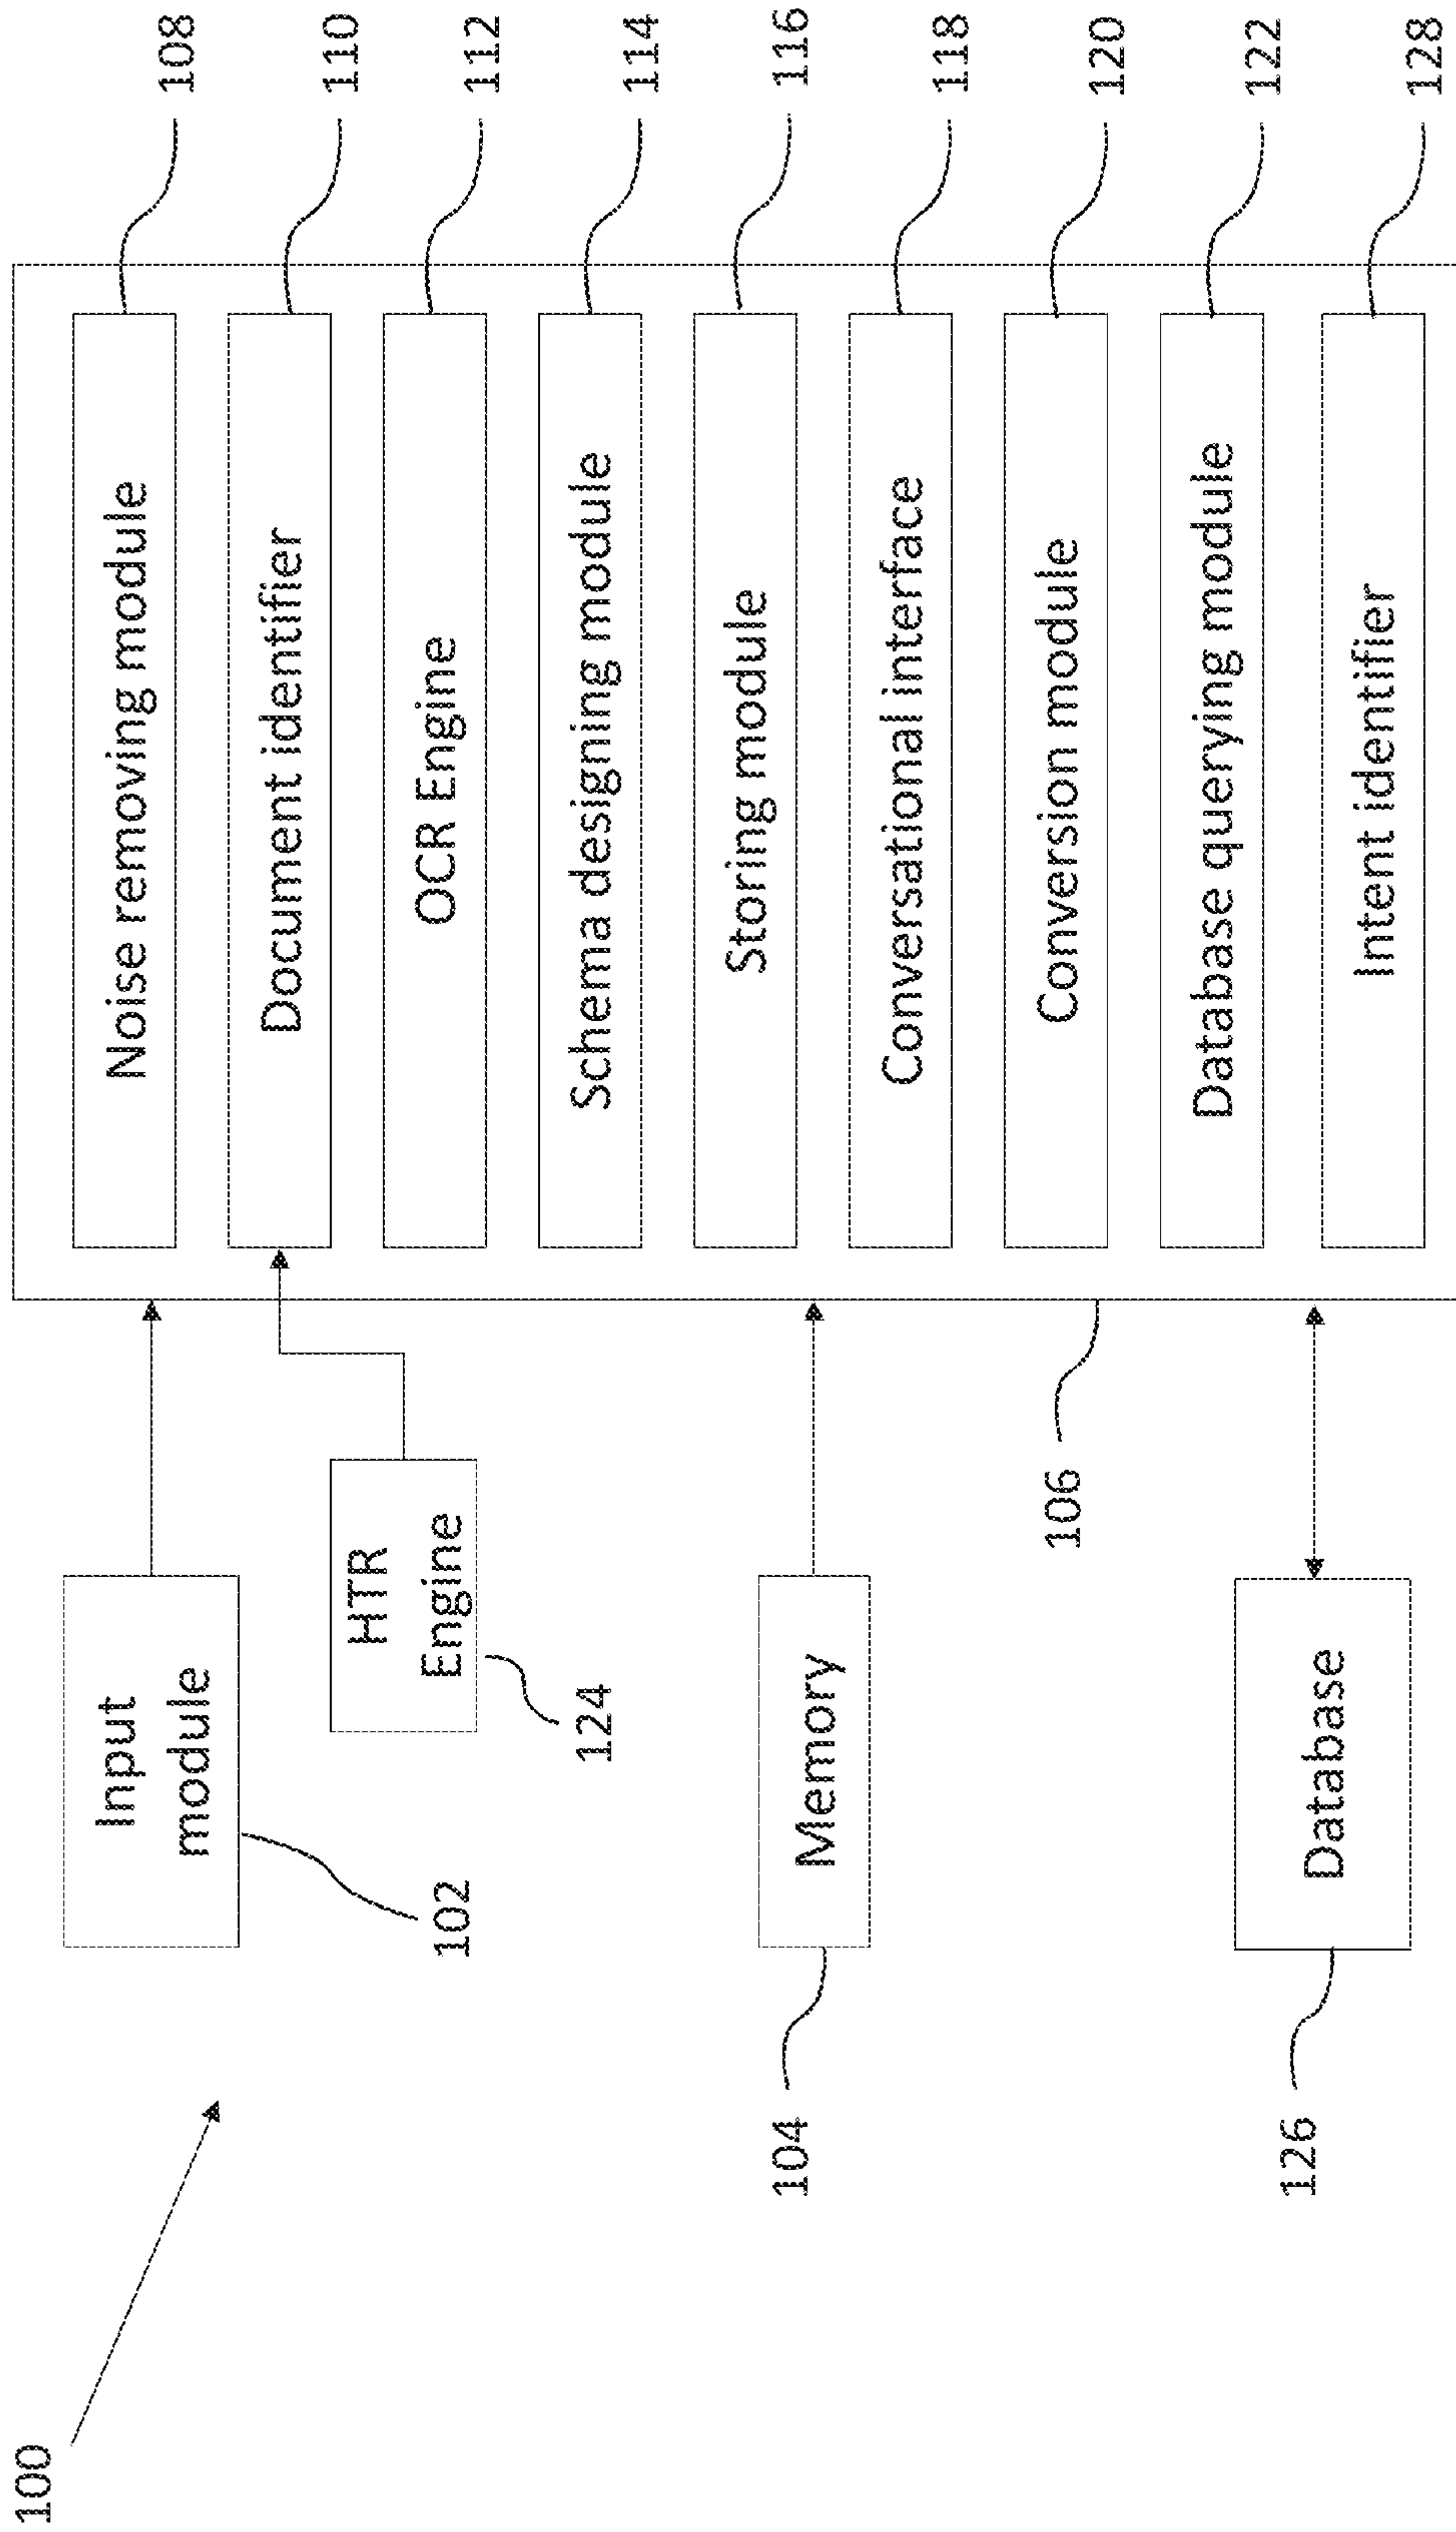 100
Input
module
102
HTR
Engine
124
Memory
104
Database
126
106
Noise removing module
108
Document identifier
110
OCR Engine
112
Schema designing module
114
Storing module
116
Conversational interface
118
Conversion module
120
Database querying module
122
Intent identifier
128